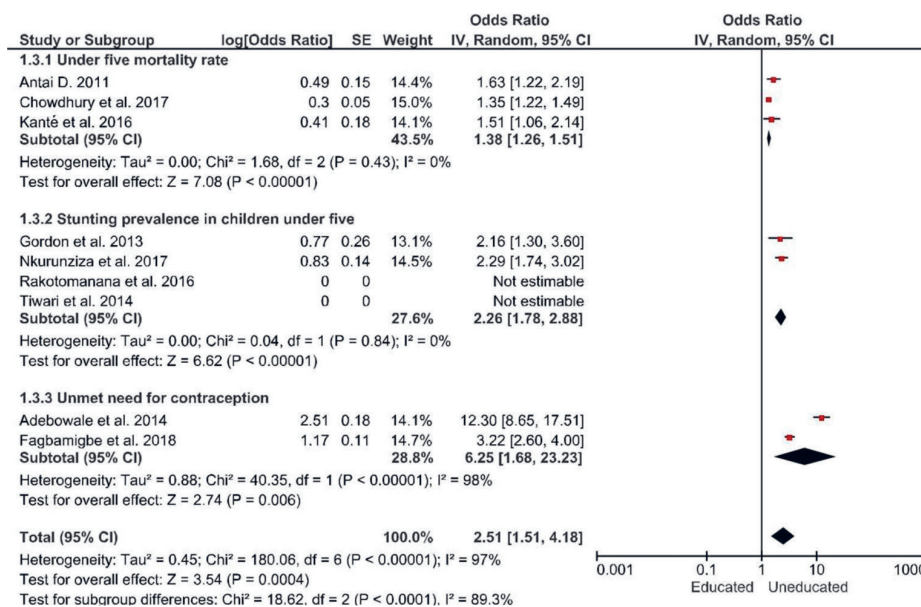 Odds Ratio Odds Ratio
Study or Subgroup log[Odds Ratio] SE Weight IV, Random, 95% CI IV, Random, 95% CI
1.3.1 Under five mortality rate
Antai D. 2011 0.49 0.15 14.4% 1.63 [1.22, 2.19]
Chowdhury et al. 2017 0.3 0.05 15.0% 1.35 [1.22, 1.49]
Kanté et al. 2016 0.41 0.18 14.1% 1.51 [1.06, 2.14]
Subtotal (95% CI) 43.5% 1.38 [1.26, 1.51]
Heterogeneity: Tau² = 0.00; Chi² = 1.68, df = 2 (P = 0.43); I² = 0%
Test for overall effect: Z = 7.08 (P < 0.00001)
1.3.2 Stunting prevalence in children under five
Gordon et al. 2013 0.77 0.26 13.1% 2.16 [1.30, 3.60]
Nkurunziza et al. 2017 0.83 0.14 14.5% 2.29 [1.74, 3.02]
Rakotomanana et al. 2016 0 0 Not estimable
Tiwari et al. 2014 0 0 Not estimable
Subtotal (95% CI) 27.6% 2.26 [1.78, 2.88]
Heterogeneity: Tau² = 0.00; Chi² = 0.04, df = 1 (P = 0.84); I² = 0%
Test for overall effect: Z = 6.62 (P < 0.00001)
1.3.3 Unmet need for contraception
Adebowale et al. 2014 2.51 0.18 14.1% 12.30 [8.65, 17.51]
Fagbamigbe et al. 2018 1.17 0.11 14.7% 3.22 [2.60, 4.00]
Subtotal (95% CI) 28.8% 6.25 [1.68, 23.23]
Heterogeneity: Tau² = 0.88; Chi² = 40.35, df = 1 (P < 0.00001); I² = 98%
Test for overall effect: Z = 2.74 (P = 0.006)
Total (95% CI) 100.0% 2.51 [1.51, 4.18]
Heterogeneity: Tau² = 0.45; Chi² = 180.06, df = 6 (P < 0.00001); I² = 97%
0.001 0.1 1 10 1000
Test for overall effect: Z = 3.54 (P = 0.0004)
Educated Uneducated
Test for subgroup differences: Chi² = 18.62, df = 2 (P < 0.0001), I² = 89.3%